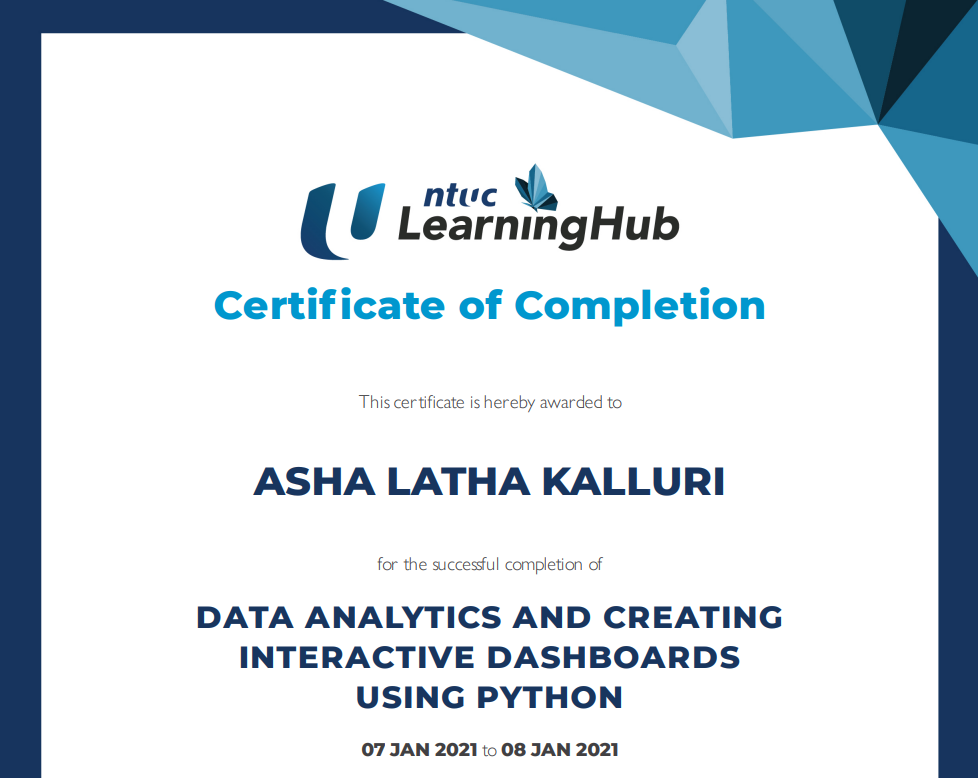 ntuc
LearningHub
Certificate of Completion
This certificate is hereby awarded to
ASHA LATHA KALLURI
for the successful completion of
DATA ANALYTICS AND CREATING
INTERACTIVE DASHBOARDS
USING PYTHON
07 JAN 2021 to 08 JAN 2021